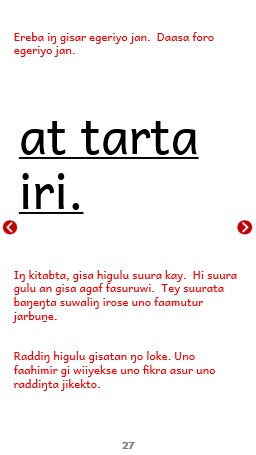 Ereba iŋ gisar egeriyo jan.  Daasa foro
egeriyo jan.
at tarta
iri.
Iŋ kitabta, gisa higulu suura kay.  Hi suura
gulu an gisa agaf fasuruwi.  Tey suurata
baŋeŋta suwaliŋ irose uno faamutur
jarbuṉe.
Raddiŋ higulu gisatan ŋo loke. Uno
faahimir gi wiiyekse uno fikra asur uno
raddiŋta jikekto.
27